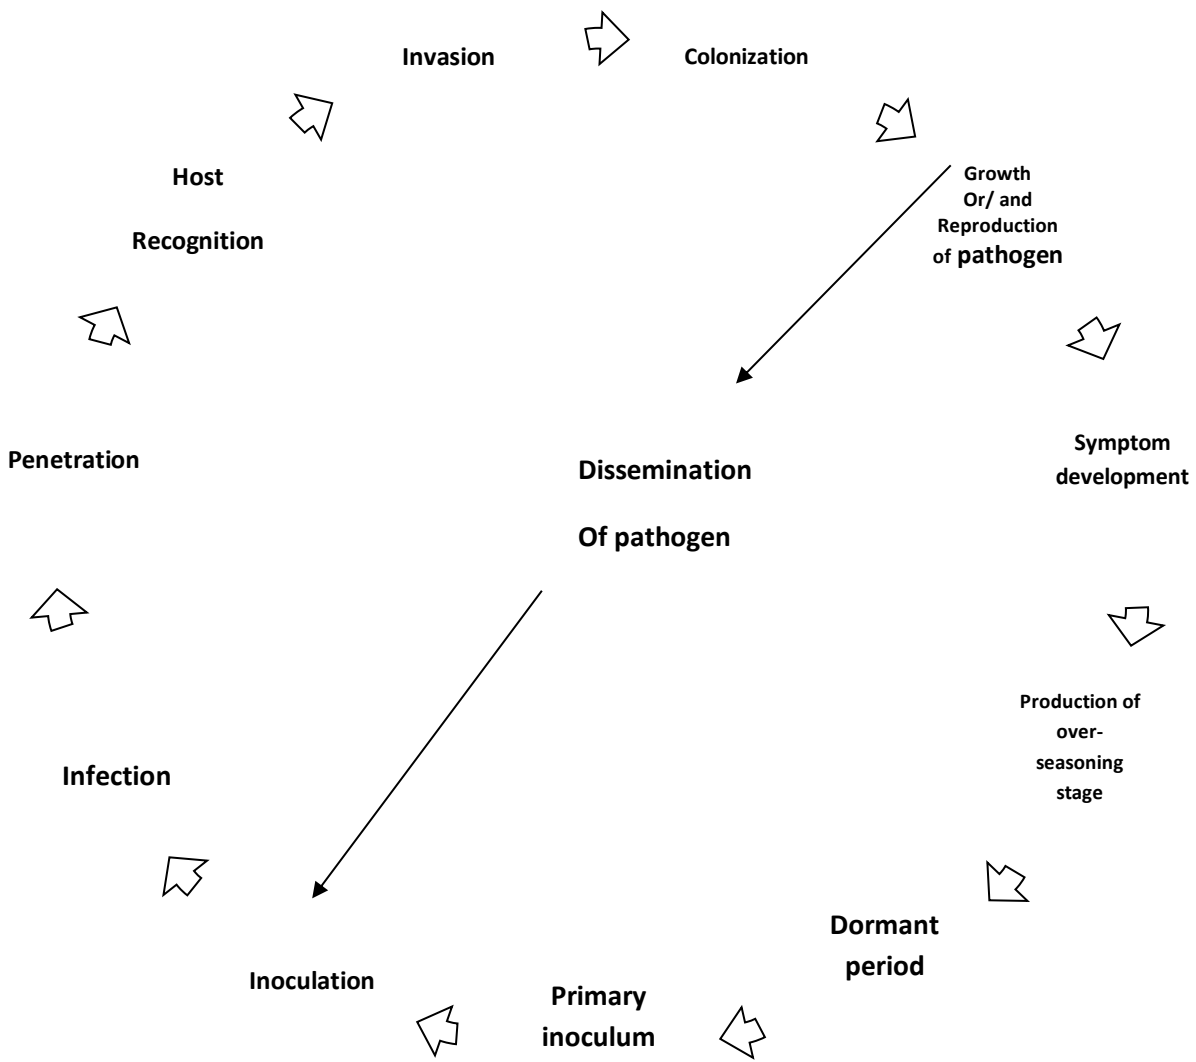 Invasion
Colonization
Host
Recognition
Growth
Or/ and
Reproduction
of pathogen
Penetration
Dissemination
Of pathogen
Symptom
development
Production of
over-
seasoning
stage
Infection
Dormant
period
Inoculation
Primary
inoculum